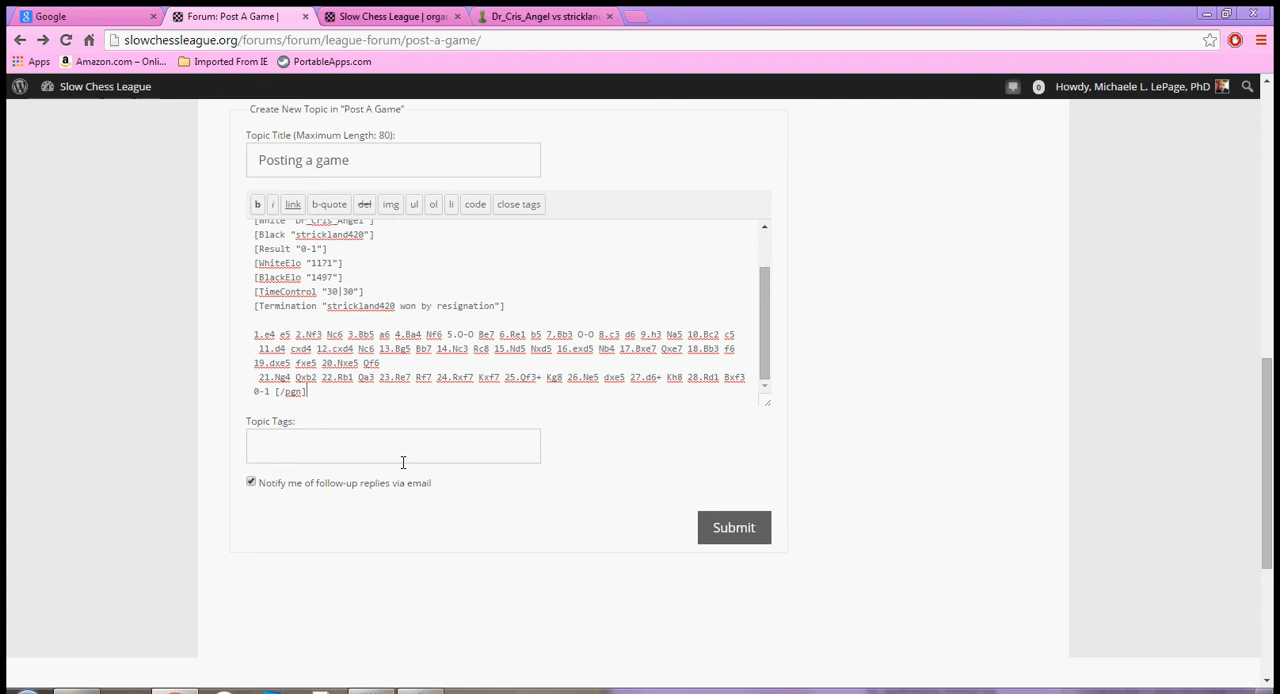 Google
Forum: Post A Game |
Slow Chess League | orga
Dr_Cris_Angel vs stricklan
slowchessleague.org/forums/forum/league-forum/post-a-game/
Apps Amazon.com – Onli... Imported From IE PortableApps.com
Slow Chess League 0 Howdy, Michaele L. LePage, PhD
Create New Topic in “Post A Game”
Topic Title (Maximum Length: 80):
Posting a game
b i link b-quote del img ul ol li code close tags
[White "Dr_Cris_Angel"]
[Black "strickland420"]
[Result "0-1"]
[WhiteElo "1171"]
[BlackElo "1497"]
[TimeControl "30|30"]
[Termination "strickland420 won by resignation"]
1.e4 e5 2.Nf3 Nc6 3.Bb5 a6 4.Ba4 Nf6 5.O-O Be7 6.Re1 b5 7.Bb3 O-O 8.c3 d6 9.h3 Na5 10.Bc2 c5
11.d4 cxd4 12.cxd4 Nc6 13.Bg5 Bb7 14.Nc3 Rc8 15.Nd5 Nxd5 16.exd5 Nb4 17.Bxe7 Qxe7 18.Bb3 f6
19.dxe5 fxe5 20.Nxe5 Qf6
21.Ng4 Qxb2 22.Rb1 Qa3 23.Re7 Rf7 24.Rxf7 Kxf7 25.Qf3+ Kg8 26.Ne5 dxe5 27.d6+ Kh8 28.Rd1 Bxf3
0-1 [/pgn]
Topic Tags:
Notify me of follow-up replies via email
Submit